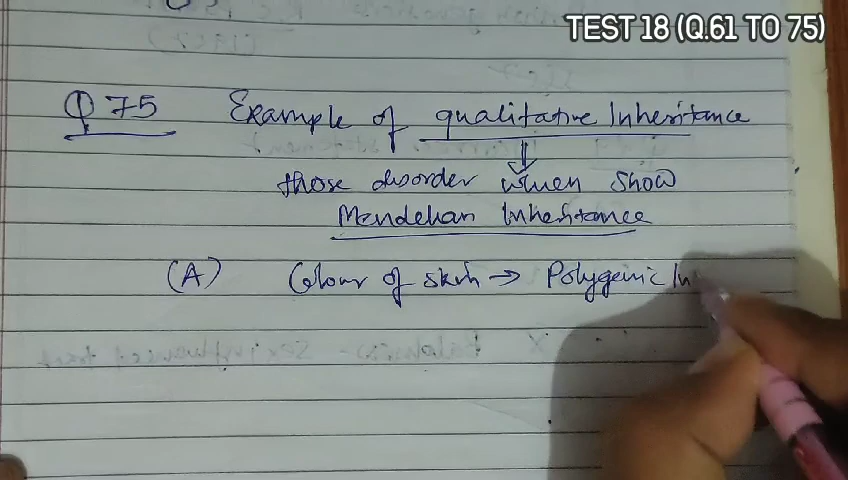 TEST 18 (Q.61 TO 75)
Q 75 Example of qualitative Inheritance
those disorder when show
Mendelian Inheritance
(A) Colour of skin → Polygenic In